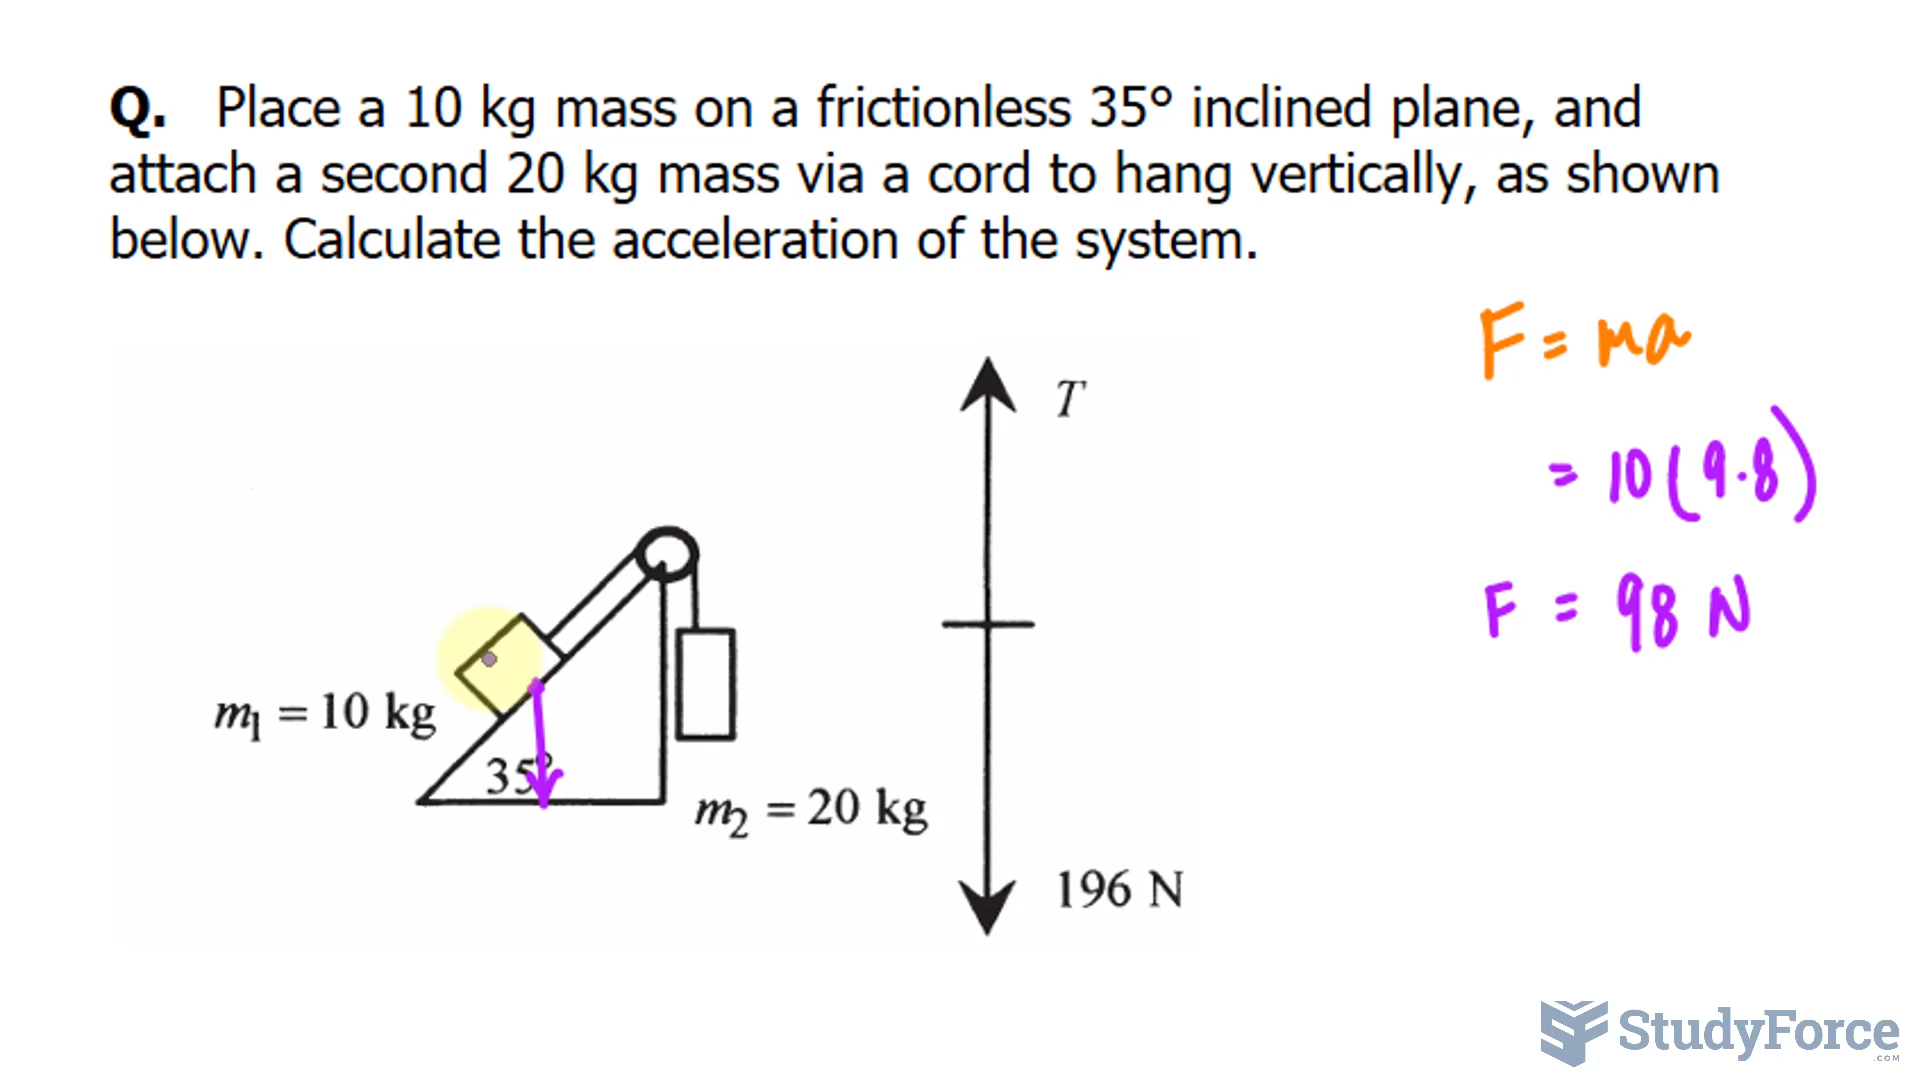 Q. Place a 10 kg mass on a frictionless 35° inclined plane, and
attach a second 20 kg mass via a cord to hang vertically, as shown
below. Calculate the acceleration of the system.
F = ma
= 10(9.8)
F = 98 N
T
m₁ = 10 kg
35°
m₂ = 20 kg
196 N
StudyForce
.COM